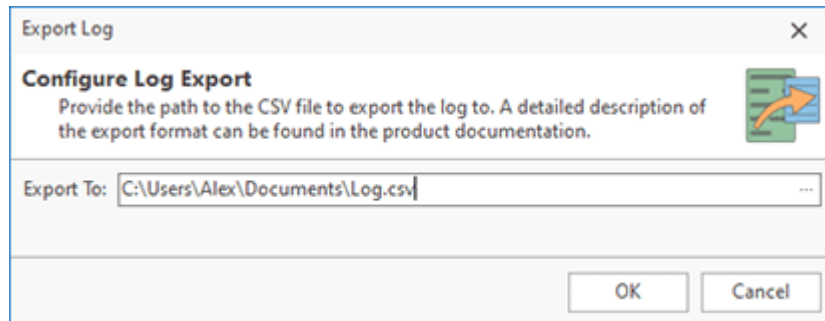 Export Log
Configure Log Export
Provide the path to the CSV file to export the log to. A detailed description of
the export format can be found in the product documentation.
Export To: C:\Users\Alex\Documents\Log.csv ...
OK Cancel